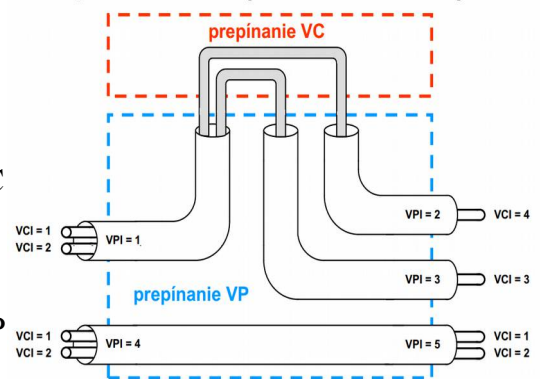 prepínanie VC
VCI = 1
VCI = 2
VPI = 1
VPI = 2
VCI = 4
VPI = 3
VCI = 3
prepínanie VP
VCI = 1
VCI = 2
VPI = 4
VPI = 5
VCI = 1
VCI = 2